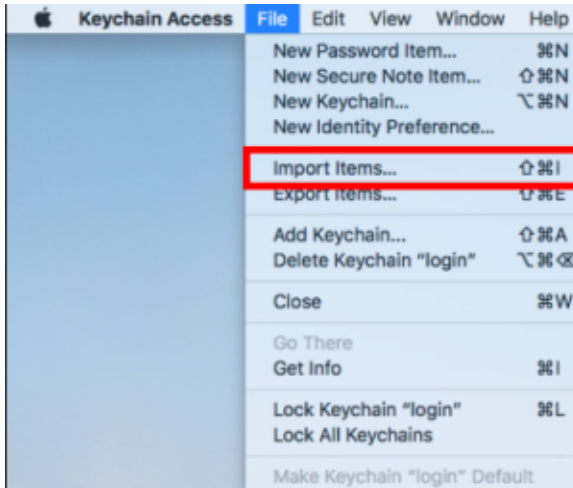 Keychain Access File Edit View Window Help
New Password Item... ⌘N
New Secure Note Item... ⇧⌘N
New Keychain... ⌥⌘N
New Identity Preference...
Import Items... ⇧⌘I
Export Items... ⇧⌘E
Add Keychain... ⇧⌘A
Delete Keychain “login” ⌥⌘⌫
Close ⌘W
Go There
Get Info ⌘I
Lock Keychain “login” ⌘L
Lock All Keychains
Make Keychain “login” Default